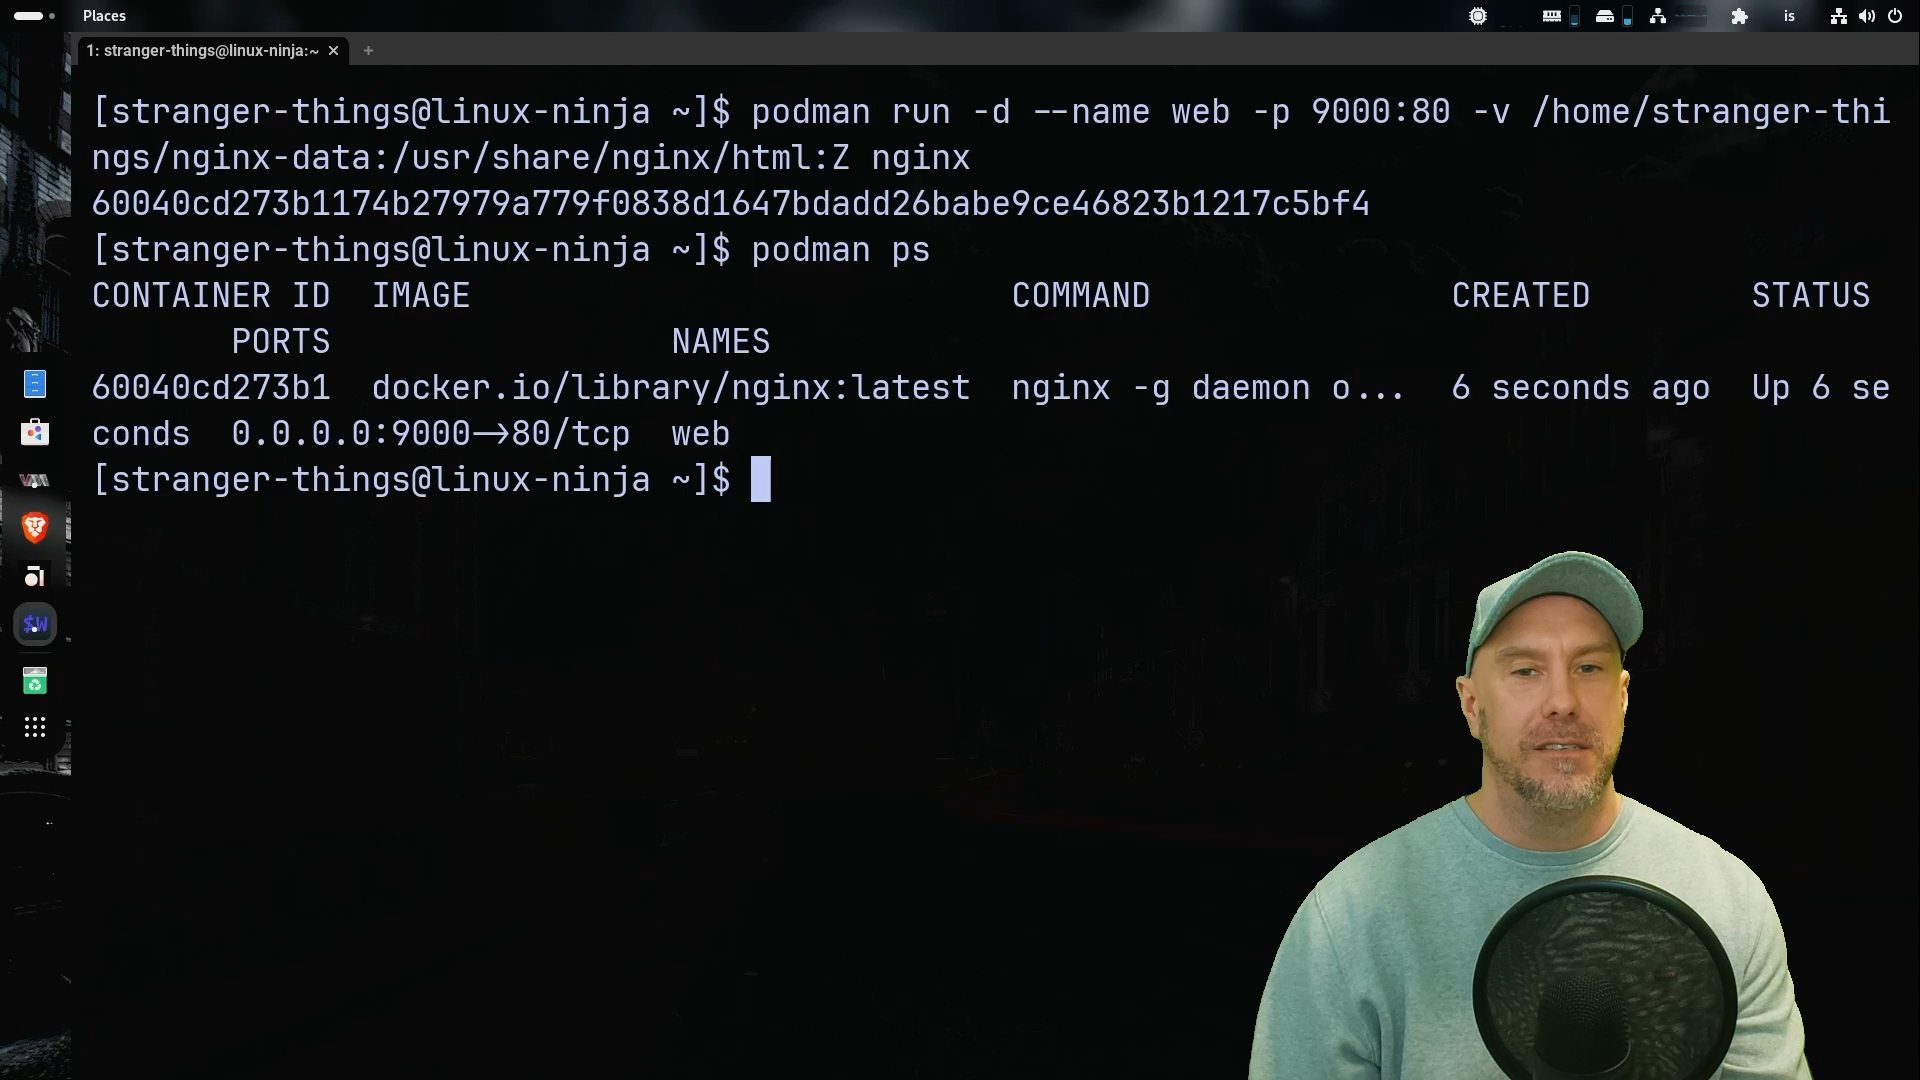 Places
is
1: stranger-things@linux-ninja:~
[stranger-things@linux-ninja ~]$ podman run -d --name web -p 9000:80 -v /home/stranger-thi
ngs/nginx-data:/usr/share/nginx/html:Z nginx
60040cd273b1174b27979a779f0838d1647bdadd26babe9ce46823b1217c5bf4
[stranger-things@linux-ninja ~]$ podman ps
CONTAINER ID  IMAGE                           COMMAND               CREATED        STATUS
       PORTS                 NAMES
60040cd273b1  docker.io/library/nginx:latest  nginx -g daemon o...  6 seconds ago  Up 6 se
conds  0.0.0.0:9000->80/tcp  web
[stranger-things@linux-ninja ~]$
$W